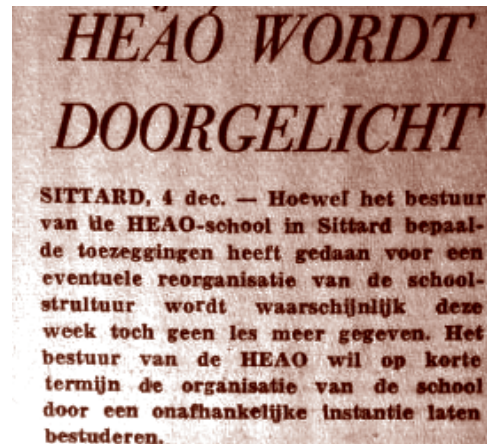 HEAO WORDT
DOORGELICHT
SITTARD, 4 dec. — Hoewel het bestuur
van de HEAO-school in Sittard bepaal-
de toezeggingen heeft gedaan voor een
eventuele reorganisatie van de school-
strultuur wordt waarschijnlijk deze
week toch geen les meer gegeven. Het
bestuur van de HEAO wil op korte
termijn de organisatie van de school
door een onafhankelijke instantie laten
bestuderen.